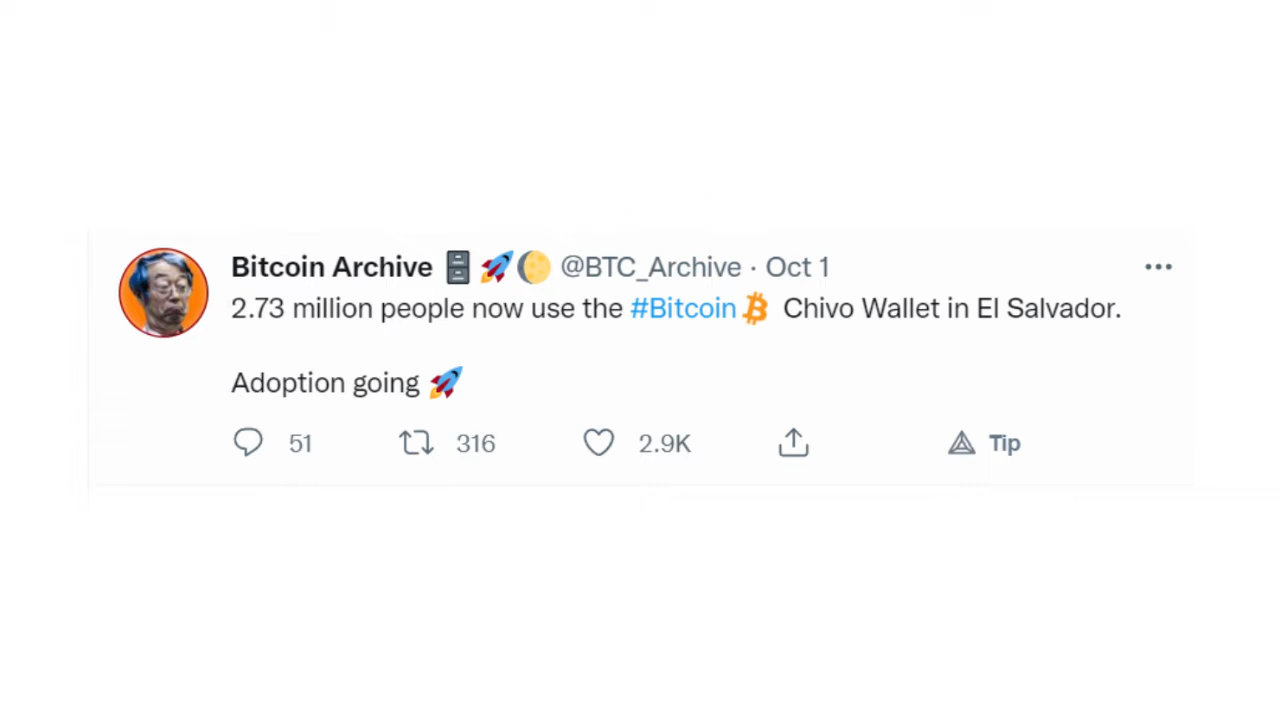 Bitcoin Archive 🗄️🚀🌔 @BTC_Archive · Oct 1
2.73 million people now use the #Bitcoin Chivo Wallet in El Salvador.
Adoption going 🚀
51 316 2.9K Tip